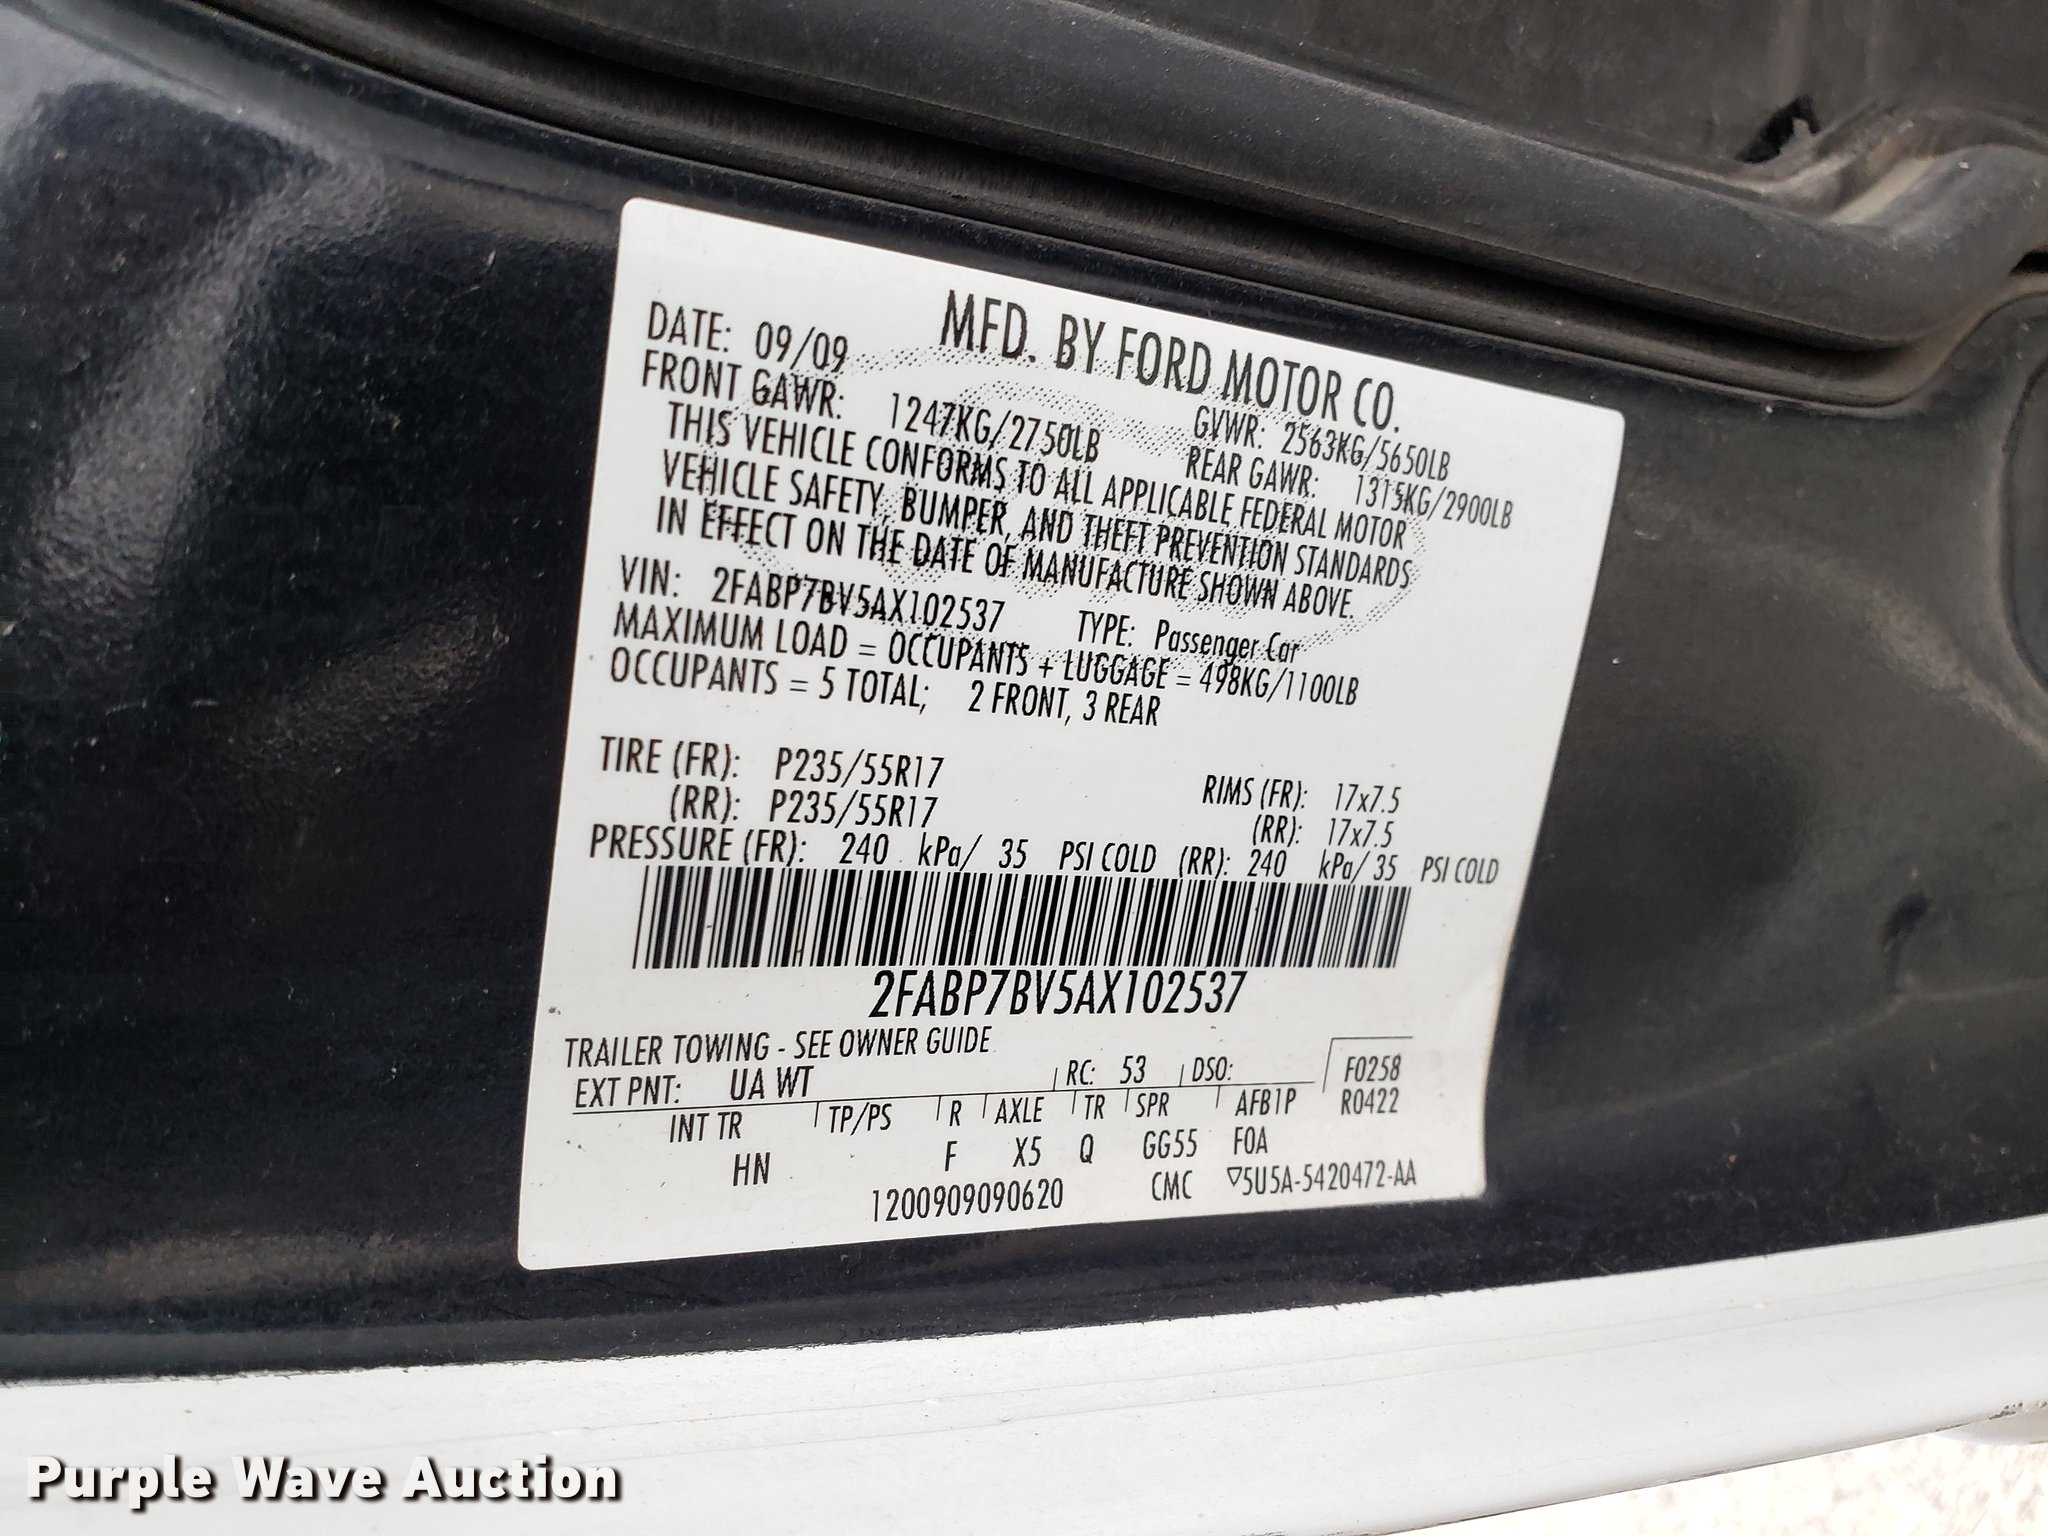 MFD. BY FORD MOTOR CO.
DATE: 09/09 GVWR: 2563KG/5650LB
FRONT GAWR: 1247KG/2750LB REAR GAWR: 1315KG/2900LB
THIS VEHICLE CONFORMS TO ALL APPLICABLE FEDERAL MOTOR
VEHICLE SAFETY, BUMPER, AND THEFT PREVENTION STANDARDS
IN EFFECT ON THE DATE OF MANUFACTURE SHOWN ABOVE.
VIN: 2FABP7BV5AX102537 TYPE: Passenger Car
MAXIMUM LOAD = OCCUPANTS + LUGGAGE = 498KG/1100LB
OCCUPANTS = 5 TOTAL; 2 FRONT, 3 REAR
TIRE (FR): P235/55R17 RIMS (FR): 17x7.5
(RR): P235/55R17 (RR): 17x7.5
PRESSURE (FR): 240 kPa/ 35 PSI COLD (RR): 240 kPa/ 35 PSI COLD
2FABP7BV5AX102537
TRAILER TOWING - SEE OWNER GUIDE
EXT PNT: UA WT RC: 53 DSO: F0258
INT TR TP/PS R AXLE TR SPR AFB1P R0422
HN F X5 Q GG55 F0A
1200909090620 CMC ▽5U5A-5420472-AA
Purple Wave Auction